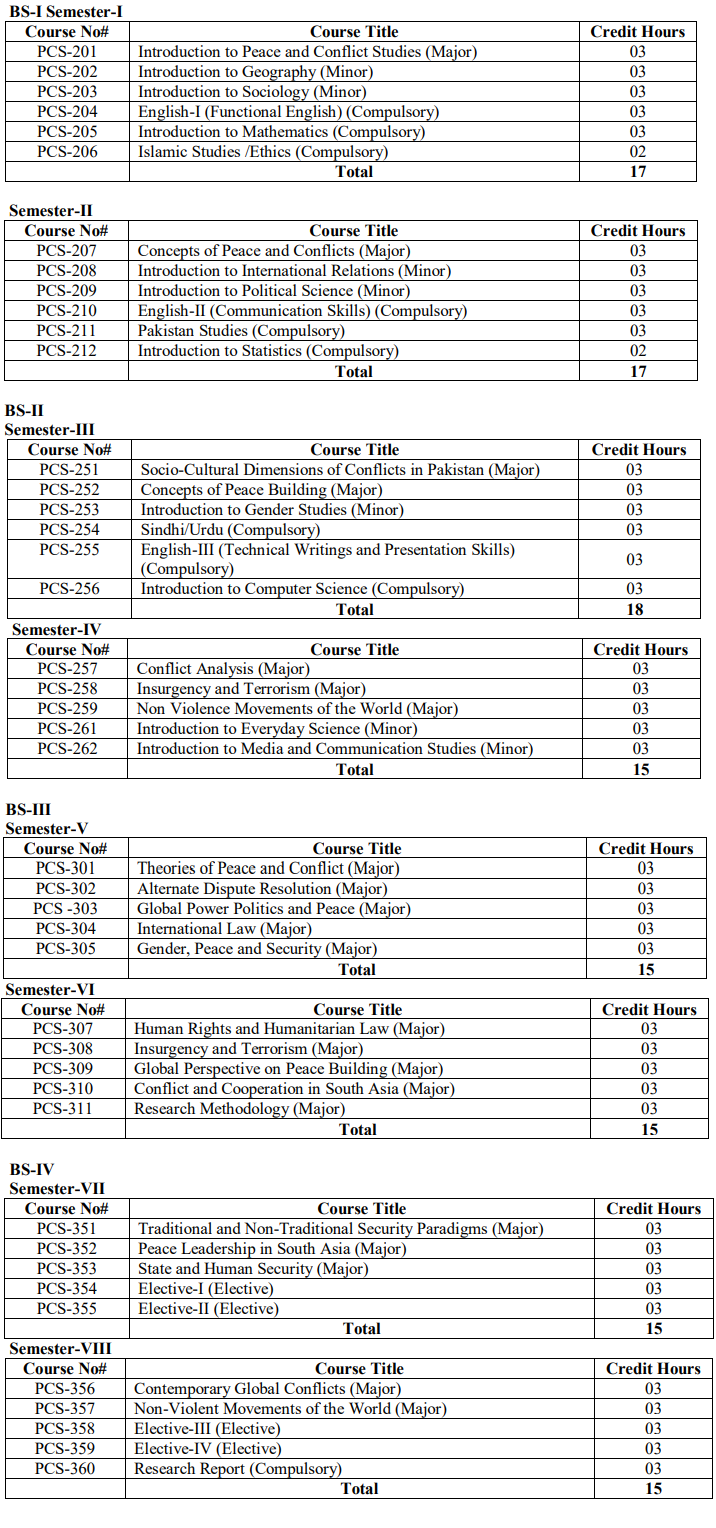 BS-I Semester-I
Course No# Course Title Credit Hours
PCS-201 Introduction to Peace and Conflict Studies (Major) 03
PCS-202 Introduction to Geography (Minor) 03
PCS-203 Introduction to Sociology (Minor) 03
PCS-204 English-I (Functional English) (Compulsory) 03
PCS-205 Introduction to Mathematics (Compulsory) 03
PCS-206 Islamic Studies /Ethics (Compulsory) 02
Total 17
Semester-II
Course No# Course Title Credit Hours
PCS-207 Concepts of Peace and Conflicts (Major) 03
PCS-208 Introduction to International Relations (Minor) 03
PCS-209 Introduction to Political Science (Minor) 03
PCS-210 English-II (Communication Skills) (Compulsory) 03
PCS-211 Pakistan Studies (Compulsory) 03
PCS-212 Introduction to Statistics (Compulsory) 02
Total 17
BS-II
Semester-III
Course No# Course Title Credit Hours
PCS-251 Socio-Cultural Dimensions of Conflicts in Pakistan (Major) 03
PCS-252 Concepts of Peace Building (Major) 03
PCS-253 Introduction to Gender Studies (Minor) 03
PCS-254 Sindhi/Urdu (Compulsory) 03
PCS-255 English-III (Technical Writings and Presentation Skills)
(Compulsory) 03
PCS-256 Introduction to Computer Science (Compulsory) 03
Total 18
Semester-IV
Course No# Course Title Credit Hours
PCS-257 Conflict Analysis (Major) 03
PCS-258 Insurgency and Terrorism (Major) 03
PCS-259 Non Violence Movements of the World (Major) 03
PCS-261 Introduction to Everyday Science (Minor) 03
PCS-262 Introduction to Media and Communication Studies (Minor) 03
Total 15
BS-III
Semester-V
Course No# Course Title Credit Hours
PCS-301 Theories of Peace and Conflict (Major) 03
PCS-302 Alternate Dispute Resolution (Major) 03
PCS -303 Global Power Politics and Peace (Major) 03
PCS-304 International Law (Major) 03
PCS-305 Gender, Peace and Security (Major) 03
Total 15
Semester-VI
Course No# Course Title Credit Hours
PCS-307 Human Rights and Humanitarian Law (Major) 03
PCS-308 Insurgency and Terrorism (Major) 03
PCS-309 Global Perspective on Peace Building (Major) 03
PCS-310 Conflict and Cooperation in South Asia (Major) 03
PCS-311 Research Methodology (Major) 03
Total 15
BS-IV
Semester-VII
Course No# Course Title Credit Hours
PCS-351 Traditional and Non-Traditional Security Paradigms (Major) 03
PCS-352 Peace Leadership in South Asia (Major) 03
PCS-353 State and Human Security (Major) 03
PCS-354 Elective-I (Elective) 03
PCS-355 Elective-II (Elective) 03
Total 15
Semester-VIII
Course No# Course Title Credit Hours
PCS-356 Contemporary Global Conflicts (Major) 03
PCS-357 Non-Violent Movements of the World (Major) 03
PCS-358 Elective-III (Elective) 03
PCS-359 Elective-IV (Elective) 03
PCS-360 Research Report (Compulsory) 03
Total 15